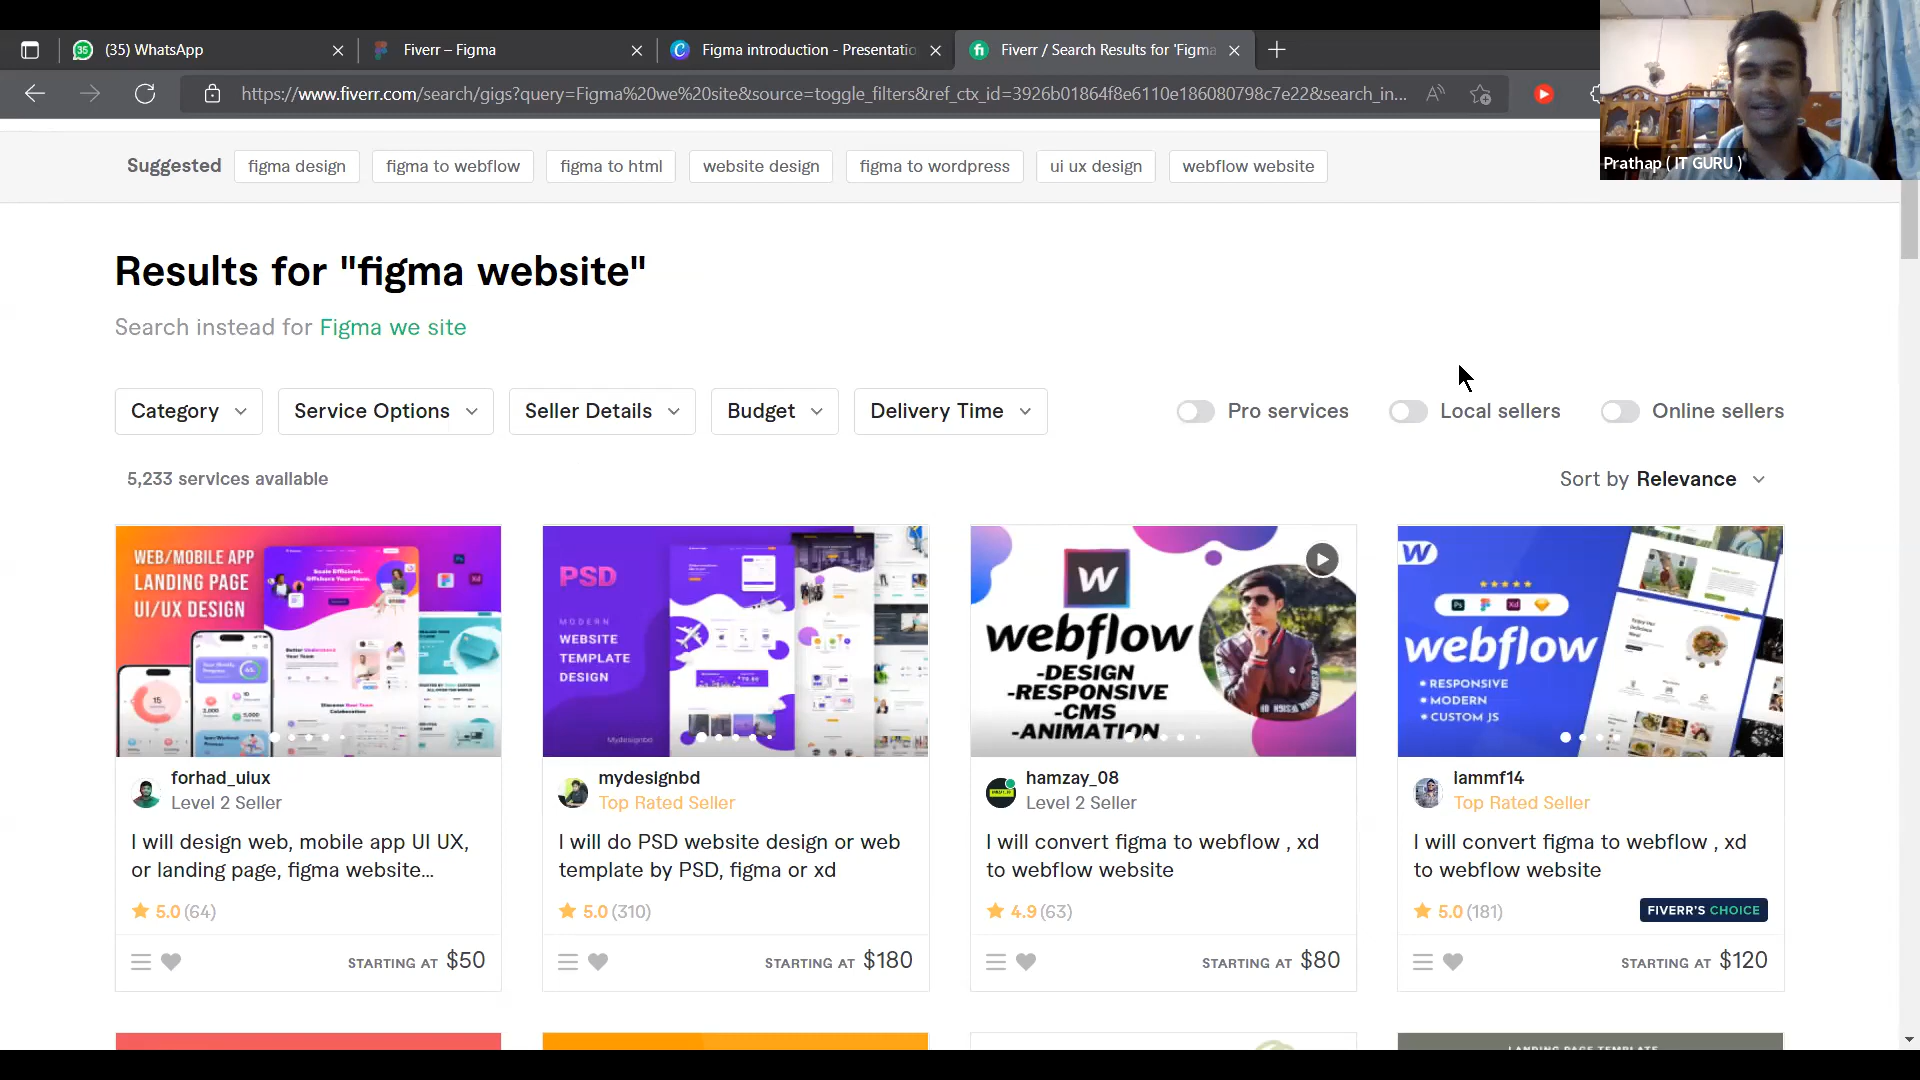 35
(35) WhatsApp
Fiverr – Figma
Figma introduction - Presentatio
Fiverr / Search Results for 'Figma
https://www.fiverr.com/search/gigs?query=Figma%20we%20site&source=toggle_filters&ref_ctx_id=3926b01864f8e6110e186080798c7e22&search_in...
Prathap ( IT GURU )
Suggested
figma design
figma to webflow
figma to html
website design
figma to wordpress
ui ux design
webflow website
Results for "figma website"
Search instead for Figma we site
Category
Service Options
Seller Details
Budget
Delivery Time
Pro services
Local sellers
Online sellers
5,233 services available
Sort by Relevance
WEB/MOBILE APP
LANDING PAGE
UI/UX DESIGN
forhad_uiux
Level 2 Seller
I will design web, mobile app UI UX,
or landing page, figma website...
5.0 (64)
STARTING AT $50
PSD
MODERN
WEBSITE
TEMPLATE
DESIGN
Mydesignbd
mydesignbd
Top Rated Seller
I will do PSD website design or web
template by PSD, figma or xd
5.0 (310)
STARTING AT $180
W
webflow
-DESIGN
-RESPONSIVE
-CMS
-ANIMATION
hamzay_08
Level 2 Seller
I will convert figma to webflow , xd
to webflow website
4.9 (63)
STARTING AT $80
W
Ps
Xd
webflow
• RESPONSIVE
• MODERN
• CUSTOM JS
iammf14
Top Rated Seller
I will convert figma to webflow , xd
to webflow website
5.0 (181)
FIVERR'S CHOICE
STARTING AT $120
LANDING PAGE TEMPLATE